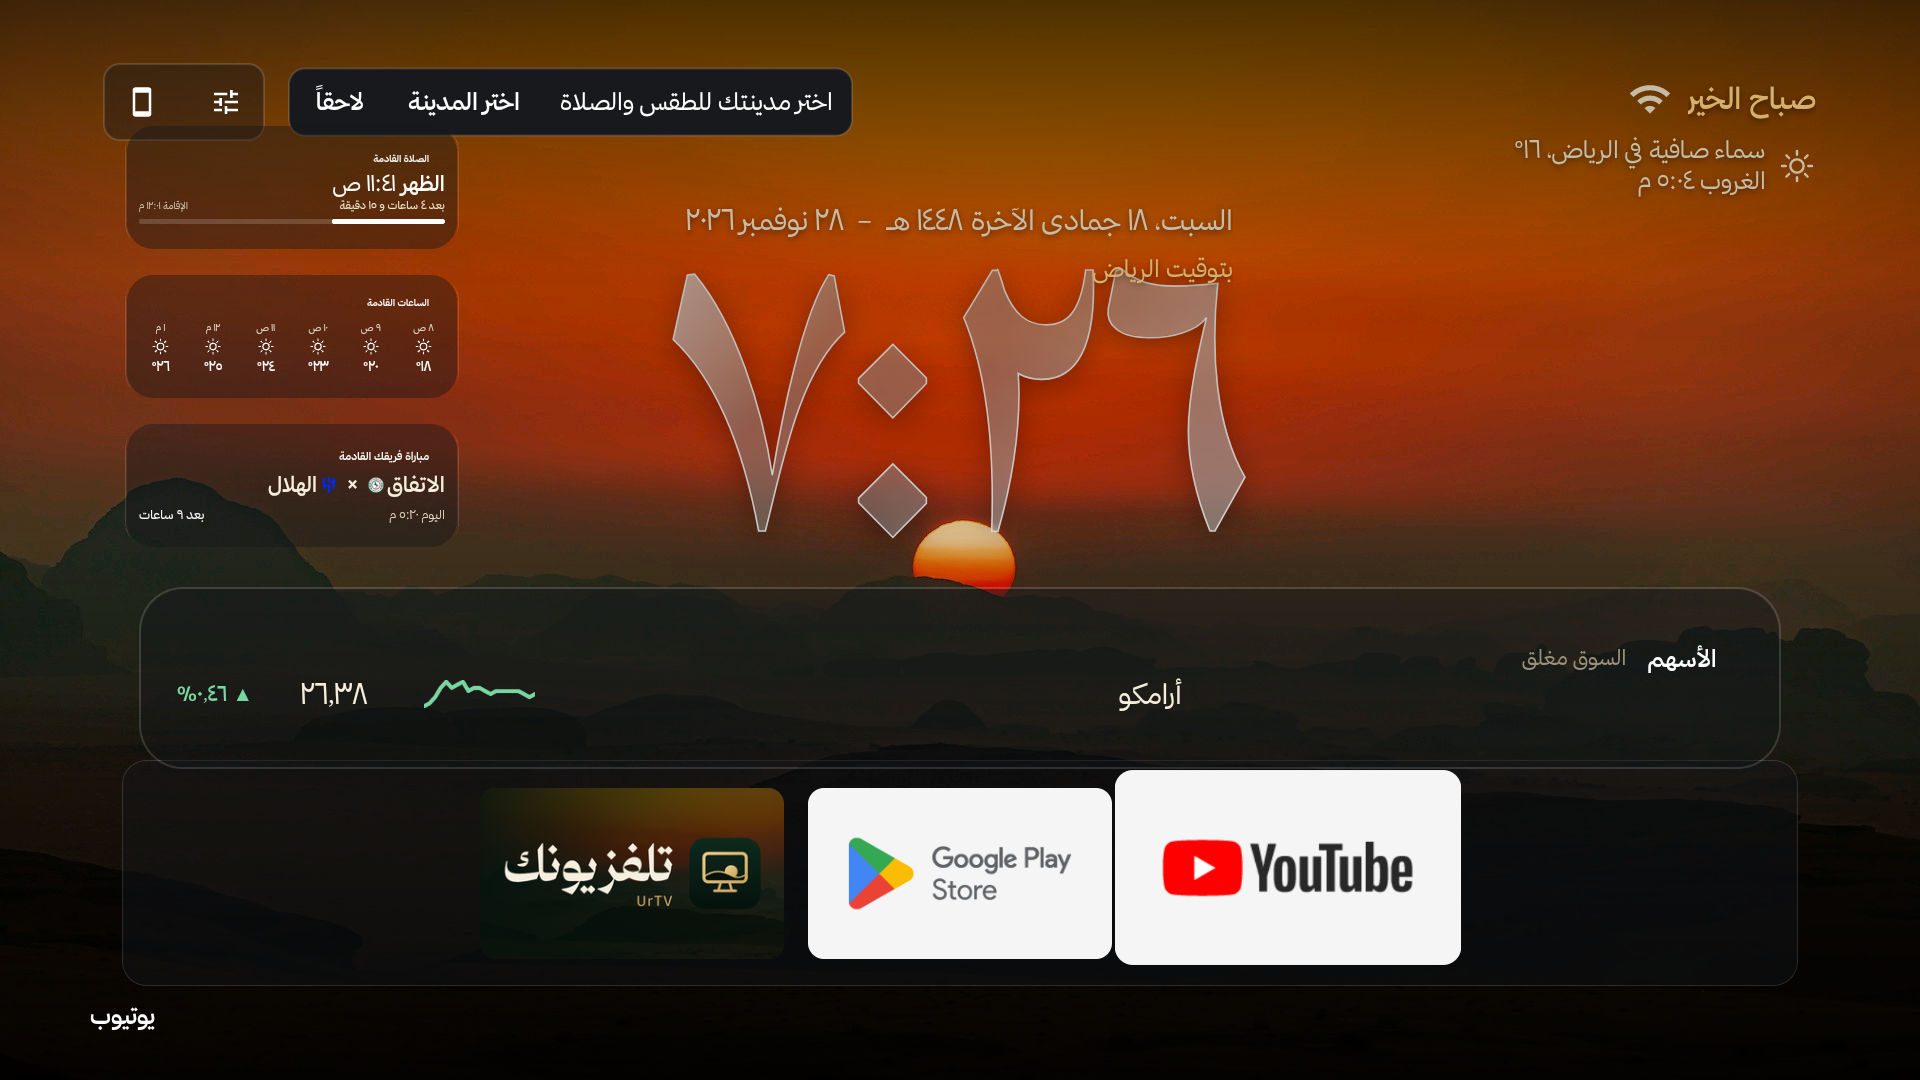 صباح الخير
سماء صافية في الرياض، ١٦°
الغروب ٥:٠٤ م
اختر مدينتك للطقس والصلاة
اختر المدينة
لاحقاً
السبت، ١٨ جمادى الآخرة ١٤٤٨ هـ – ٢٨ نوفمبر ٢٠٢٦
بتوقيت الرياض
٧:٢٦
الصلاة القادمة
الظهر ١١:٤١ ص
بعد ٤ ساعات و ١٥ دقيقة
الإقامة ١٢:٠١ م
الساعات القادمة
٨ ص ٩ ص ١٠ ص ١١ ص ١٢ م ١ م
١٨° ٢٠° ٢٣° ٢٤° ٢٥° ٢٦°
مباراة فريقك القادمة
الاتفاق × الهلال
اليوم ٥:٢٠ م
بعد ٩ ساعات
الأسهم السوق مغلق
أرامكو ٢٦,٣٨ ▲ ٠,٤٦%
YouTube
Google Play
Store
تلفزيونك
UrTV
يوتيوب